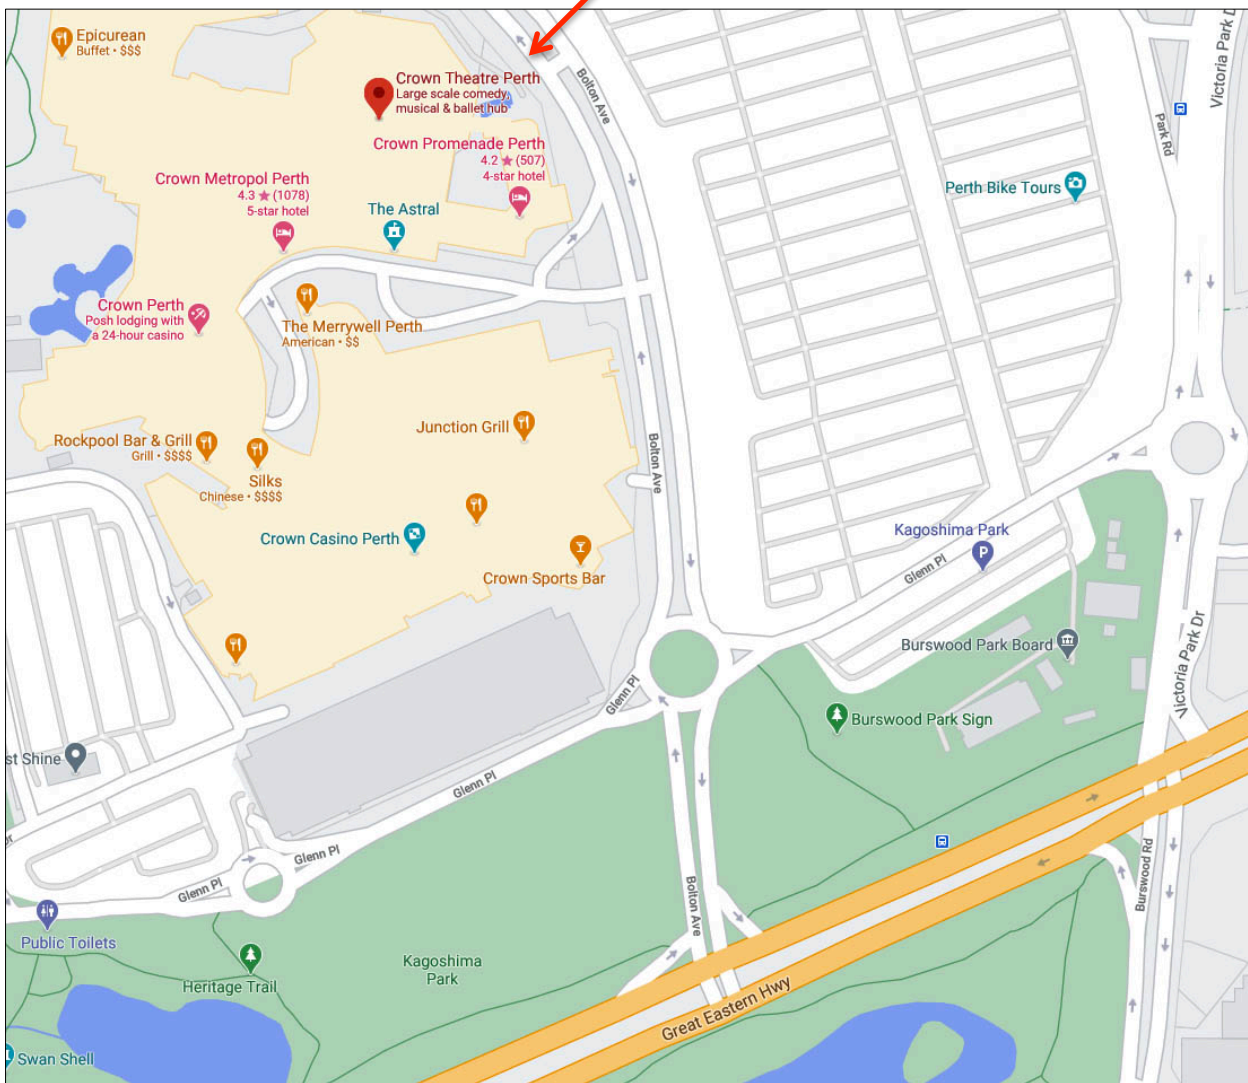 Epicurean
Buffet • $$$
Victoria Park D
Crown Theatre Perth
Large scale comedy,
musical & ballet hub
Bolton Ave
Park Rd
Crown Promenade Perth
4.2 ★ (507)
4-star hotel
Crown Metropol Perth
4.3 ★ (1078)
5-star hotel
The Astral
Perth Bike Tours
Crown Perth
Posh lodging with
a 24-hour casino
The Merrywell Perth
American • $$
Junction Grill
Rockpool Bar & Grill
Grill • $$$$
Silks
Chinese • $$$$
Bolton Ave
Crown Casino Perth
Crown Sports Bar
Kagoshima Park
P
Glenn Pl
Burswood Park Board
Victoria Park Dr
Glenn Pl
Burswood Park Sign
st Shine
Glenn Pl
Glenn Pl
Glenn Pl
Burswood Rd
Bolton Ave
Public Toilets
Heritage Trail
Kagoshima
Park
Great Eastern Hwy
Swan Shell